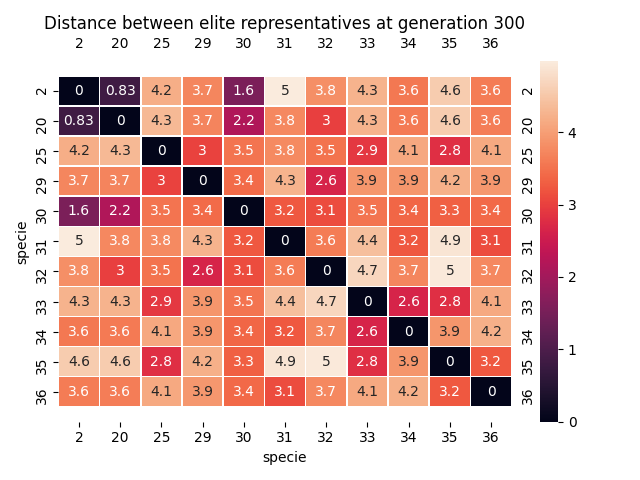 Distance between elite representatives at generation 300
2 20 25 29 30 31 32 33 34 35 36
2 0 0.83 4.2 3.7 1.6 5 3.8 4.3 3.6 4.6 3.6 2
20 0.83 0 4.3 3.7 2.2 3.8 3 4.3 3.6 4.6 3.6 20
25 4.2 4.3 0 3 3.5 3.8 3.5 2.9 4.1 2.8 4.1 25
29 3.7 3.7 3 0 3.4 4.3 2.6 3.9 3.9 4.2 3.9 29
30 1.6 2.2 3.5 3.4 0 3.2 3.1 3.5 3.4 3.3 3.4 30
31 5 3.8 3.8 4.3 3.2 0 3.6 4.4 3.2 4.9 3.1 31
32 3.8 3 3.5 2.6 3.1 3.6 0 4.7 3.7 5 3.7 32
33 4.3 4.3 2.9 3.9 3.5 4.4 4.7 0 2.6 2.8 4.1 33
34 3.6 3.6 4.1 3.9 3.4 3.2 3.7 2.6 0 3.9 4.2 34
35 4.6 4.6 2.8 4.2 3.3 4.9 5 2.8 3.9 0 3.2 35
36 3.6 3.6 4.1 3.9 3.4 3.1 3.7 4.1 4.2 3.2 0 36
2 20 25 29 30 31 32 33 34 35 36
specie
specie
4
3
2
1
0